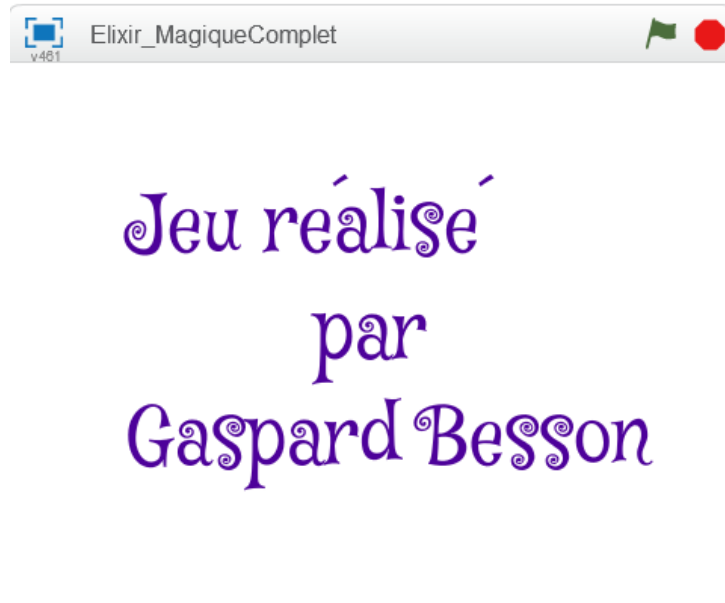 Elixir_MagiqueComplet
v461
Jeu réalisé
par
Gaspard Besson